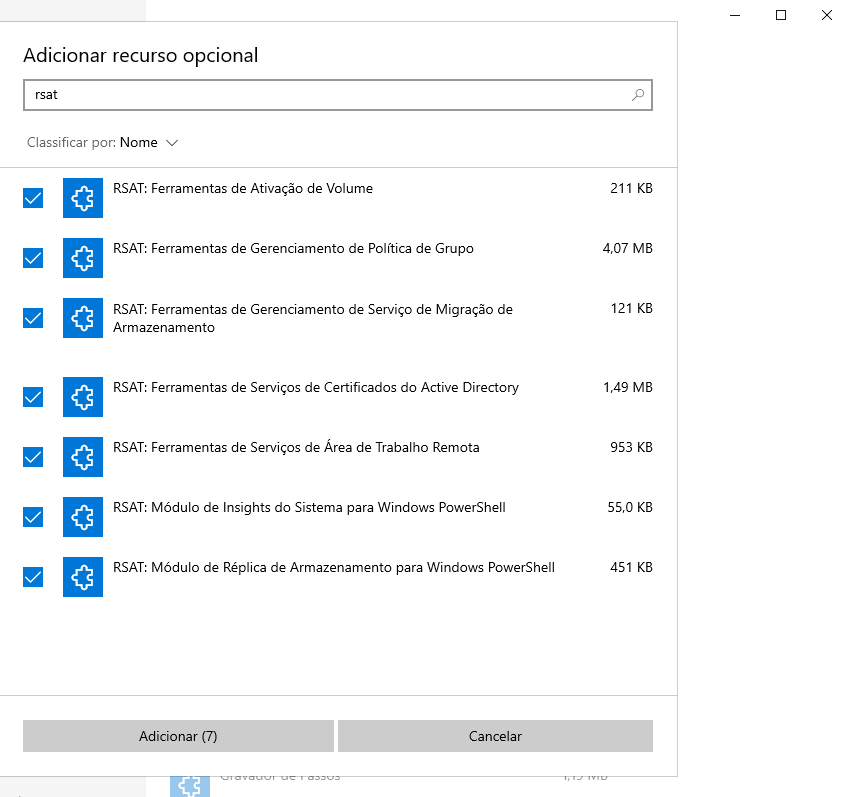 Adicionar recurso opcional
rsat
Classificar por: Nome
RSAT: Ferramentas de Ativação de Volume 211 KB
RSAT: Ferramentas de Gerenciamento de Política de Grupo 4,07 MB
RSAT: Ferramentas de Gerenciamento de Serviço de Migração de 121 KB
Armazenamento
RSAT: Ferramentas de Serviços de Certificados do Active Directory 1,49 MB
RSAT: Ferramentas de Serviços de Área de Trabalho Remota 953 KB
RSAT: Módulo de Insights do Sistema para Windows PowerShell 55,0 KB
RSAT: Módulo de Réplica de Armazenamento para Windows PowerShell 451 KB
Adicionar (7) Cancelar
Gravador de Passos 1,15 MB